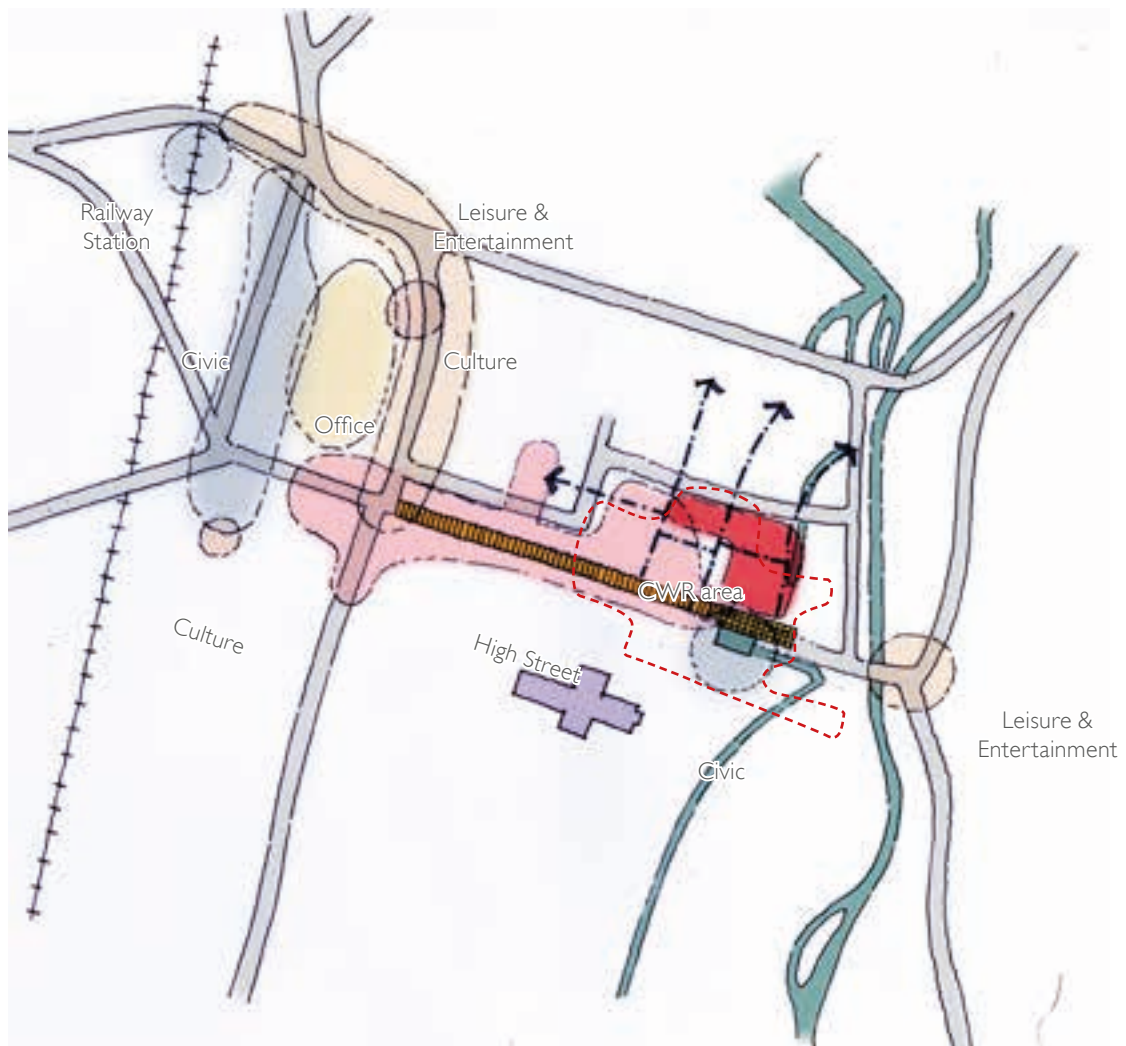 Railway
Station
Leisure &
Entertainment
Civic
Culture
Office
CWR area
Culture
High Street
Leisure &
Entertainment
Civic